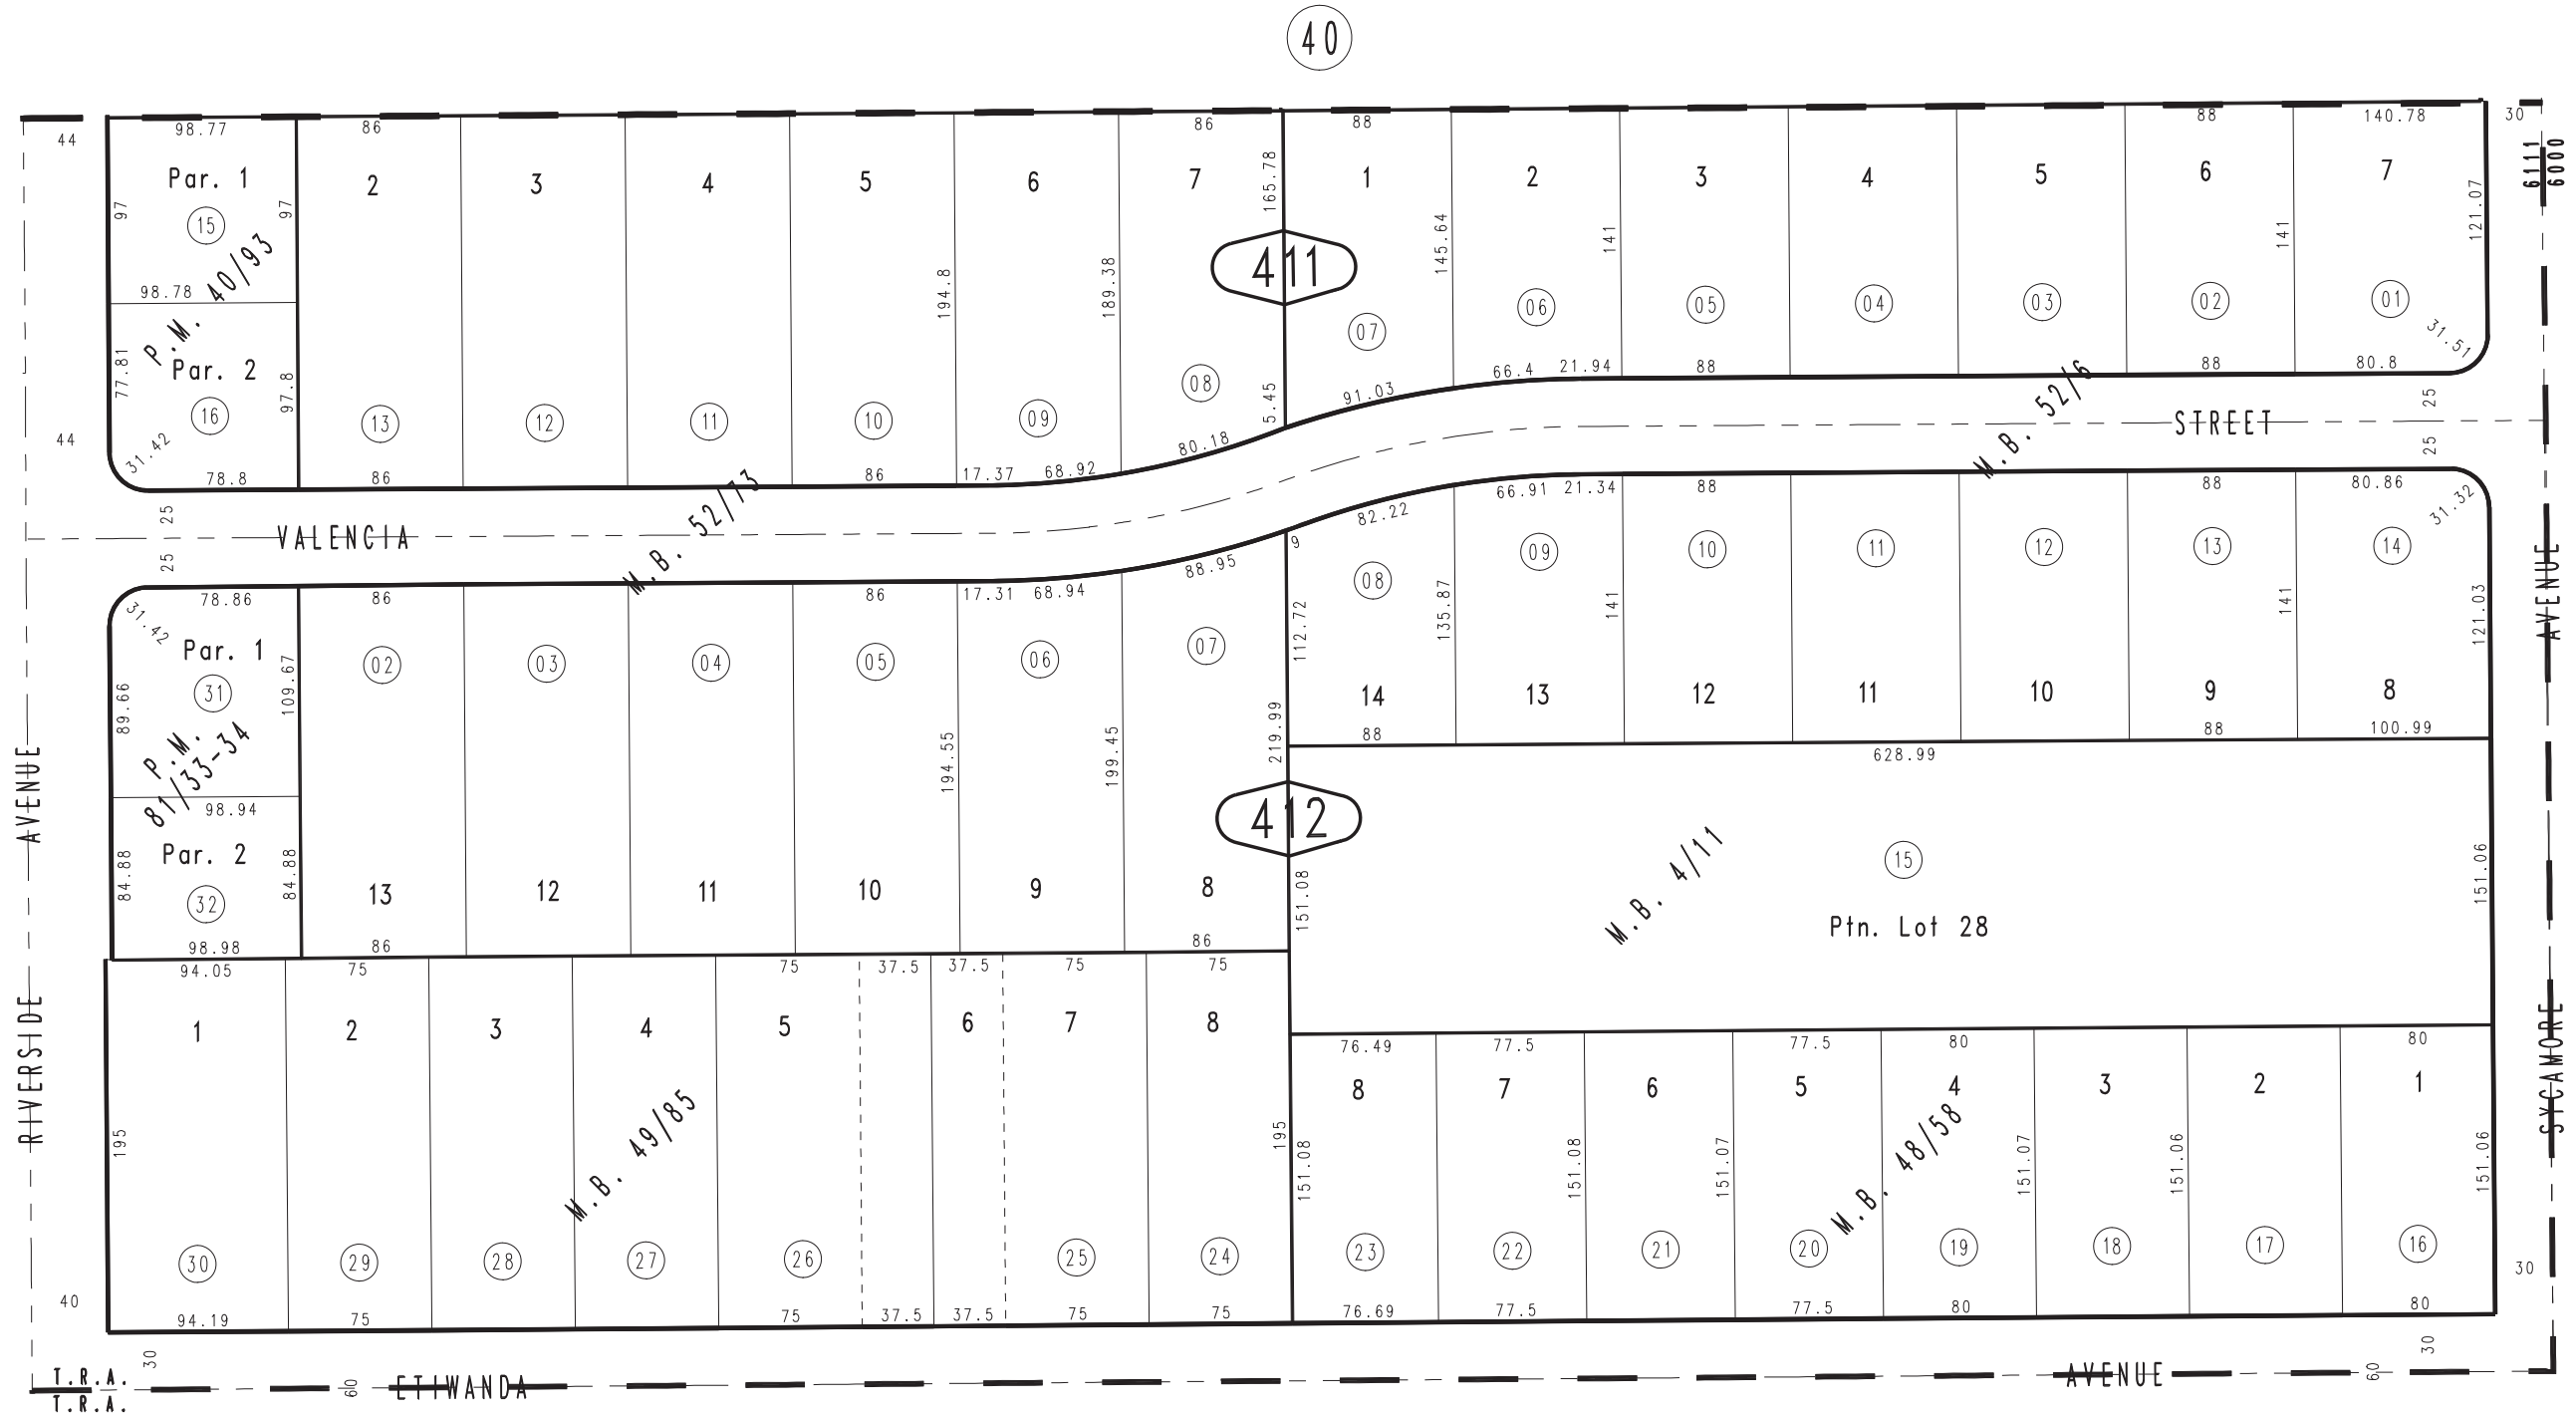 40
44 98.77 86 86 88 88 140.78 30
Par. 1 2 3 4 5 6 7 1 2 3 4 5 6 7
6111
6000
97 15 97 165.78 145.64 141 141 121.07
P.M. 40/93
411
98.78 194.8 189.38
07 06 05 04 03 02 01
77.81 Par. 2 97.8 31.51
44 16 13 12 11 10 09 08 5.45 91.03 66.4 21.94 88 88 80.8
31.42 78.8 86 86 17.37 68.92 80.18
M.B. 52/73
M.B. 52/6
25 25
VALENCIA STREET
25 25
78.86 86 86 17.31 68.94 88.95 9 82.22 66.91 21.34 88 88 80.86
31.42 31.32
Par. 1 02 03 04 05 06 07 08 09 10 11 12 13 14
31
89.66 109.67 112.72 135.87 141 141 121.03
14 13 12 11 10 9 8
P.M.
81/33-34
194.55 199.45 219.99 88 88 100.99
628.99
98.94
412
Par. 2
84.88 32 84.88
13 12 11 10 9 8
151.08 M.B. 4/11 15 151.06
Ptn. Lot 28
98.98 86 86
94.05 75 75 37.5 37.5 75 75
1 2 3 4 5 6 7 8
76.49 77.5 77.5 80 80
8 7 6 5 4 3 2 1
195 M.B. 49/85 195
151.08 151.08 151.07 M.B. 48/58 151.07 151.06 151.06
30 29 28 27 26 25 24 23 22 21 20 19 18 17 16
40 30
94.19 75 75 37.5 37.5 75 75 76.69 77.5 77.5 80 80
30 30
T.R.A.
60 ETIWANDA AVENUE 60
T.R.A.
RIVERSIDE AVENUE
SYCAMORE AVENUE